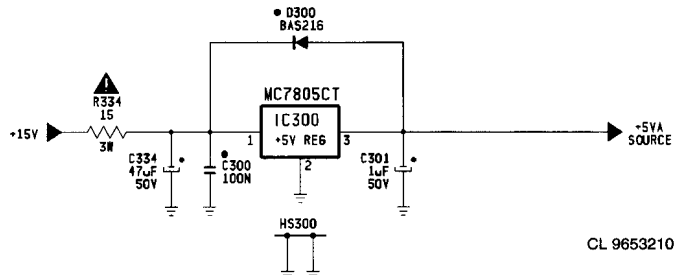 ● D300
BAS216
MC7805CT
R334
15
3W
+15V
IC300
+5V REG
1
3
2
+5VA
SOURCE
C334
47uF
50V
C300
100N
C301
1uF
50V
HS300
CL 9653210